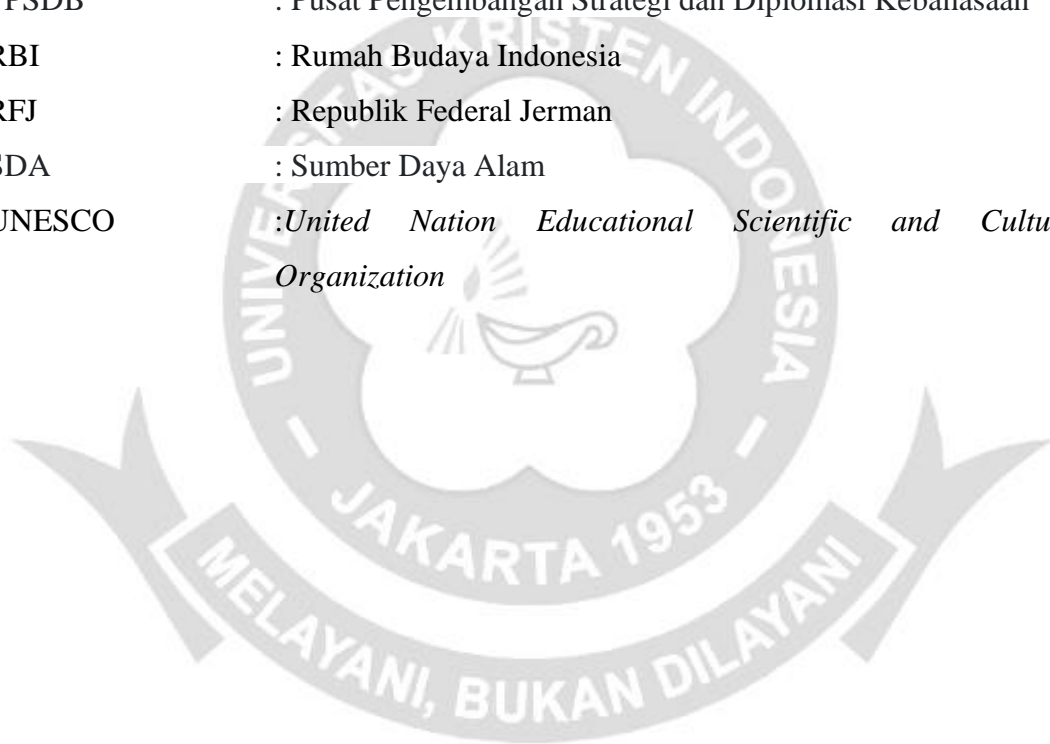 PSDB : Pusat Pengembangan Strategi dan Diplomasi Kebahasaan
RBI : Rumah Budaya Indonesia
RFJ : Republik Federal Jerman
SDA : Sumber Daya Alam
UNESCO :United Nation Educational Scientific and Cultu
Organization
UNIVERSITAS KRISTEN INDONESIA
- JAKARTA 1953 -
MELAYANI, BUKAN DILAYANI